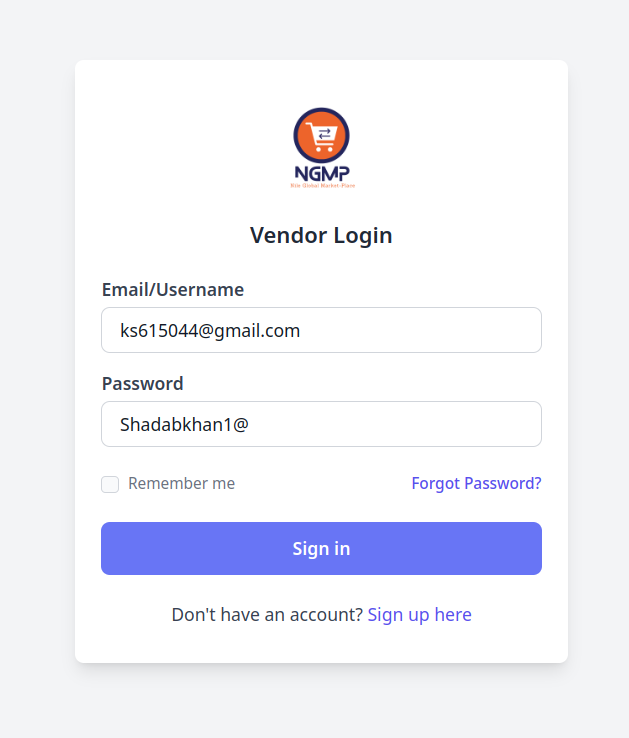 NGMP
Nile Global Market-Place
Vendor Login
Email/Username
ks615044@gmail.com
Password
Shadabkhan1@
Remember me
Forgot Password?
Sign in
Don't have an account? Sign up here